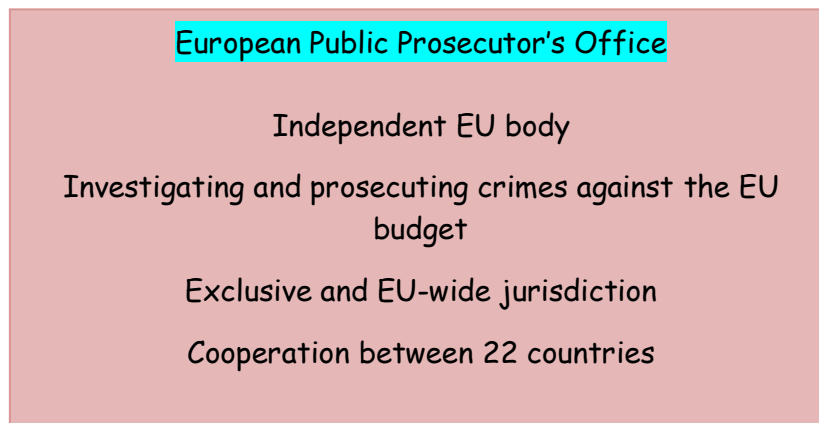 European Public Prosecutor's Office
Independent EU body
Investigating and prosecuting crimes against the EU
budget
Exclusive and EU-wide jurisdiction
Cooperation between 22 countries